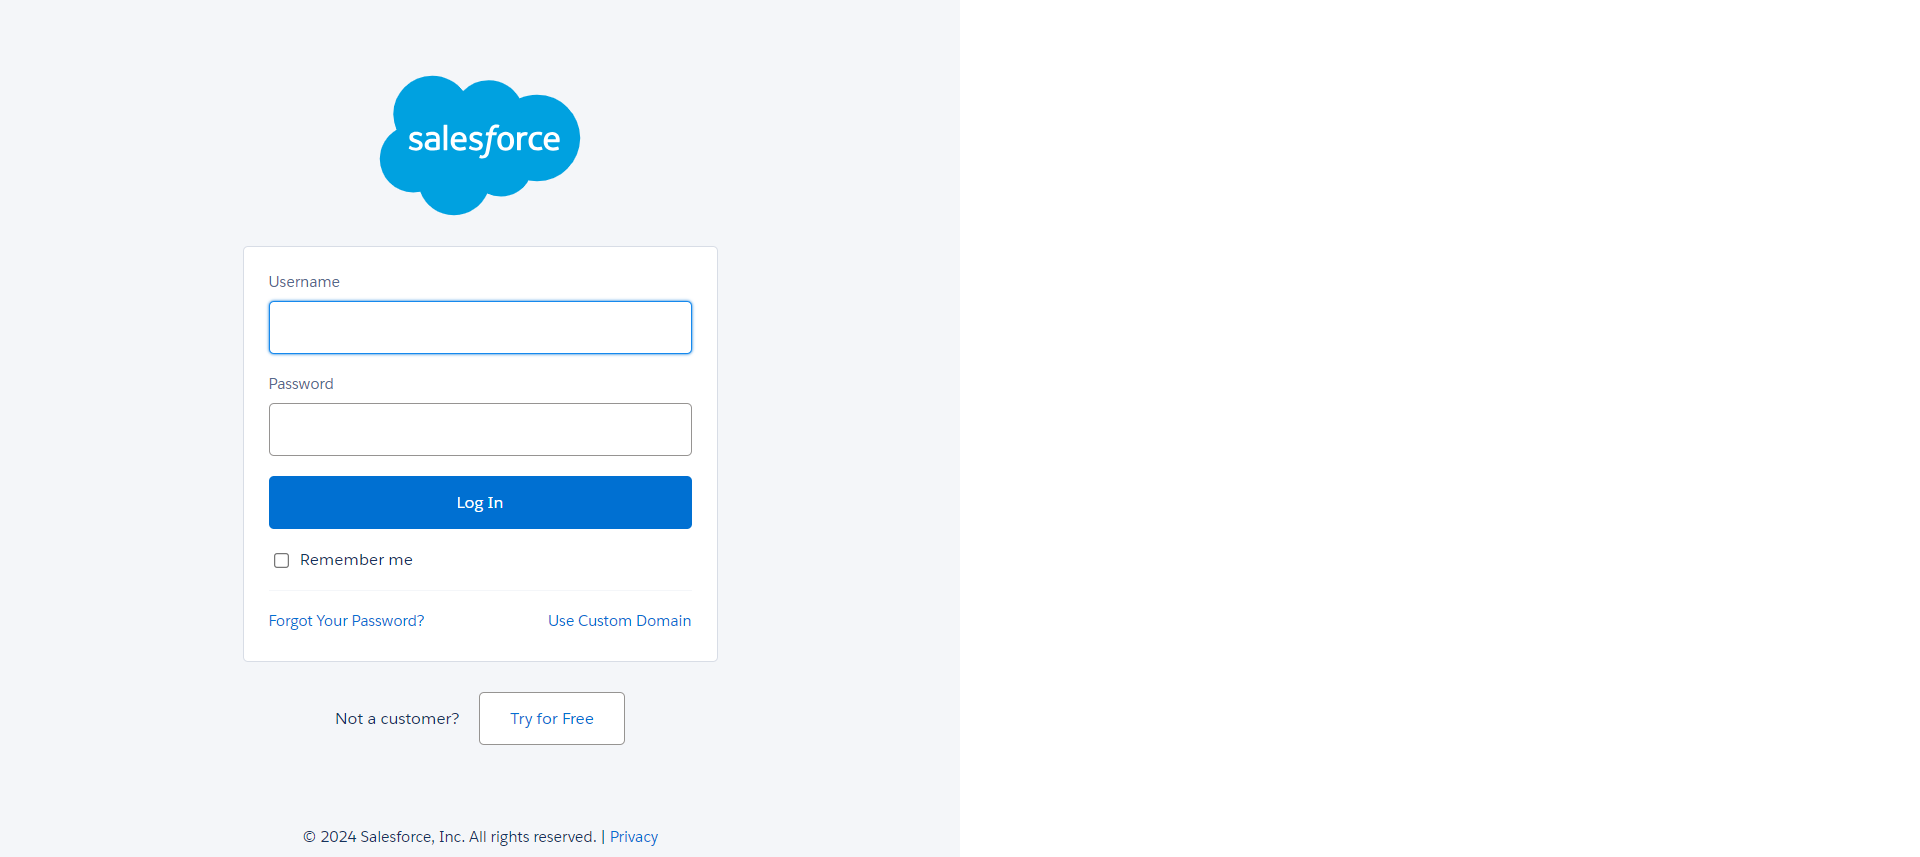 salesforce
Username
Password
Log In
Remember me
Forgot Your Password? Use Custom Domain
Not a customer? Try for Free
© 2024 Salesforce, Inc. All rights reserved. | Privacy